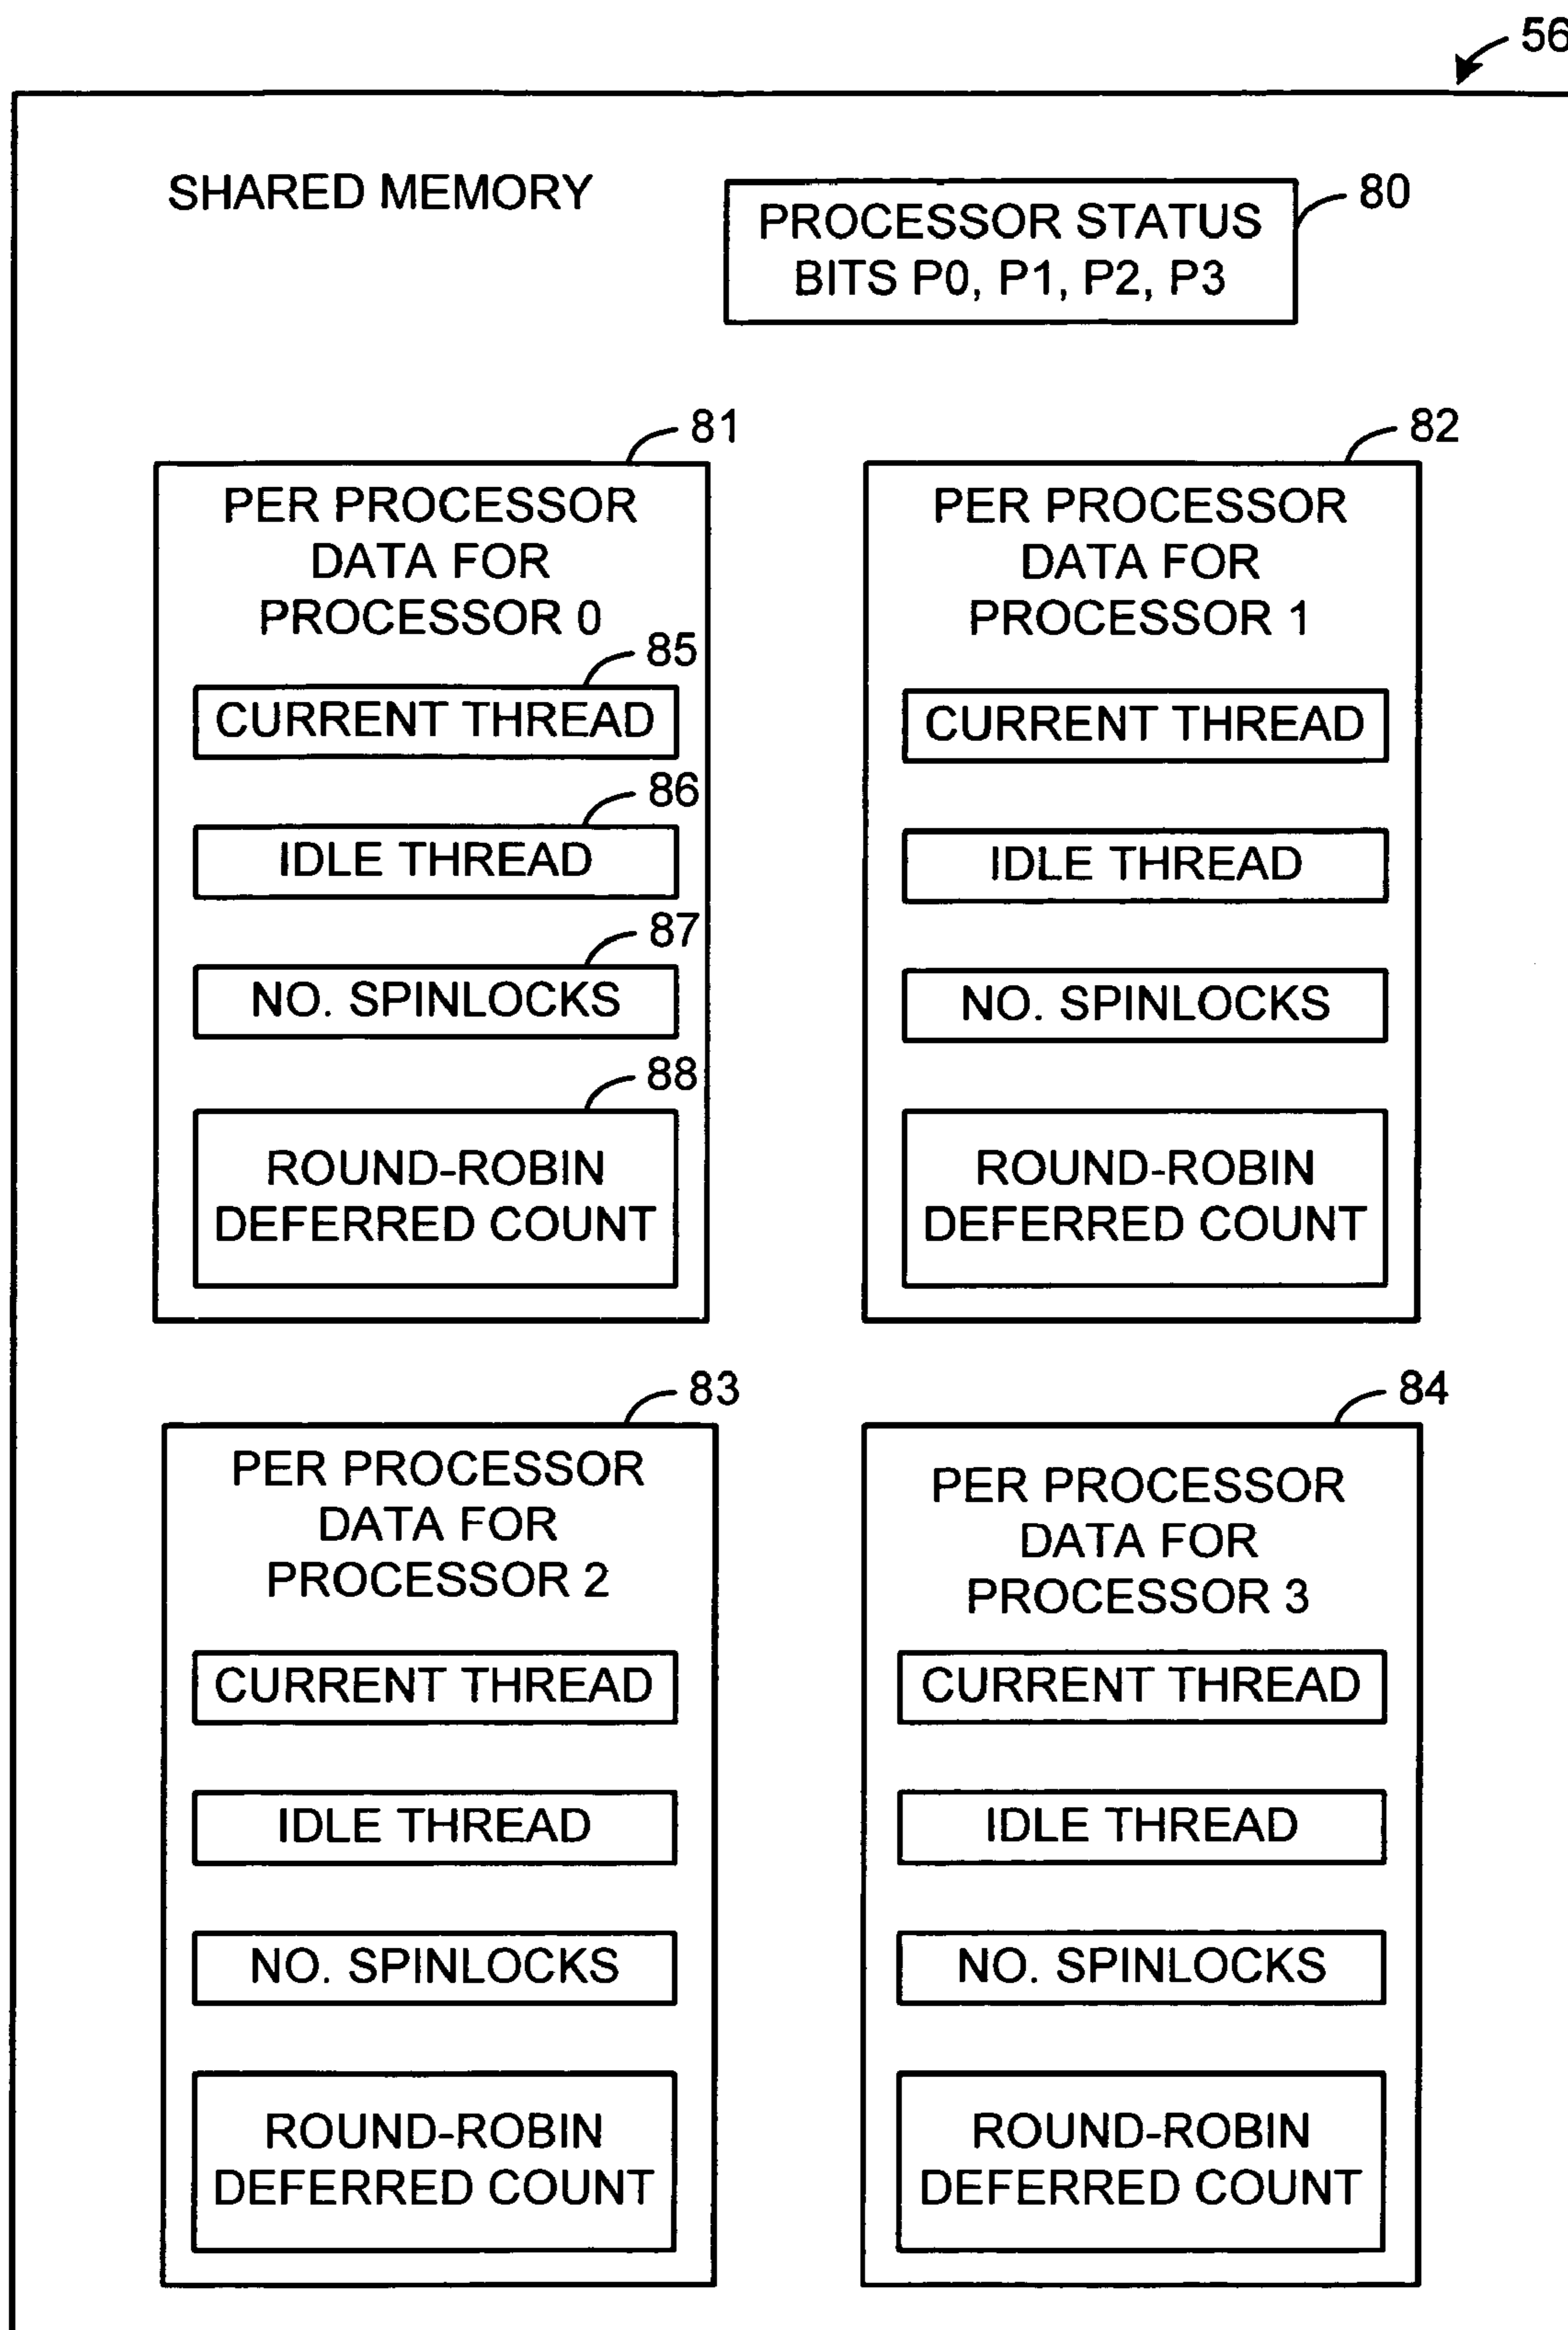 56
SHARED MEMORY
80
PROCESSOR STATUS
BITS P0, P1, P2, P3
81
PER PROCESSOR
DATA FOR
PROCESSOR 0
85
CURRENT THREAD
86
IDLE THREAD
87
NO. SPINLOCKS
88
ROUND-ROBIN
DEFERRED COUNT
82
PER PROCESSOR
DATA FOR
PROCESSOR 1
CURRENT THREAD
IDLE THREAD
NO. SPINLOCKS
ROUND-ROBIN
DEFERRED COUNT
83
PER PROCESSOR
DATA FOR
PROCESSOR 2
CURRENT THREAD
IDLE THREAD
NO. SPINLOCKS
ROUND-ROBIN
DEFERRED COUNT
84
PER PROCESSOR
DATA FOR
PROCESSOR 3
CURRENT THREAD
IDLE THREAD
NO. SPINLOCKS
ROUND-ROBIN
DEFERRED COUNT